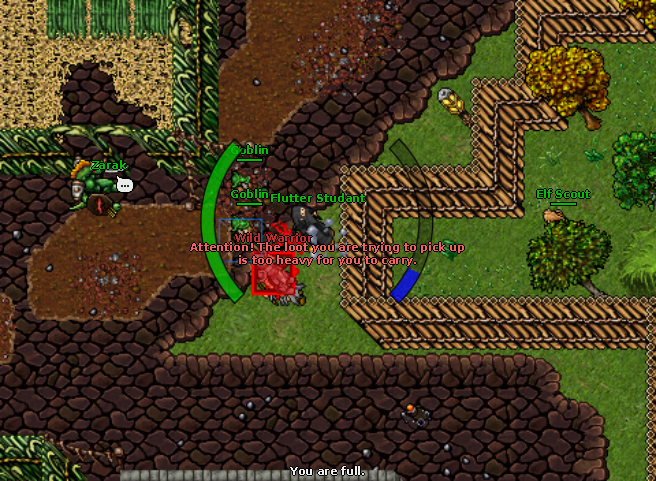 Goblin
Zarak
...
Goblin
Flutter Studant
Elf Scout
Wild Warrior
Attention! The loot you are trying to pick up
is too heavy for you to carry.
You are full.